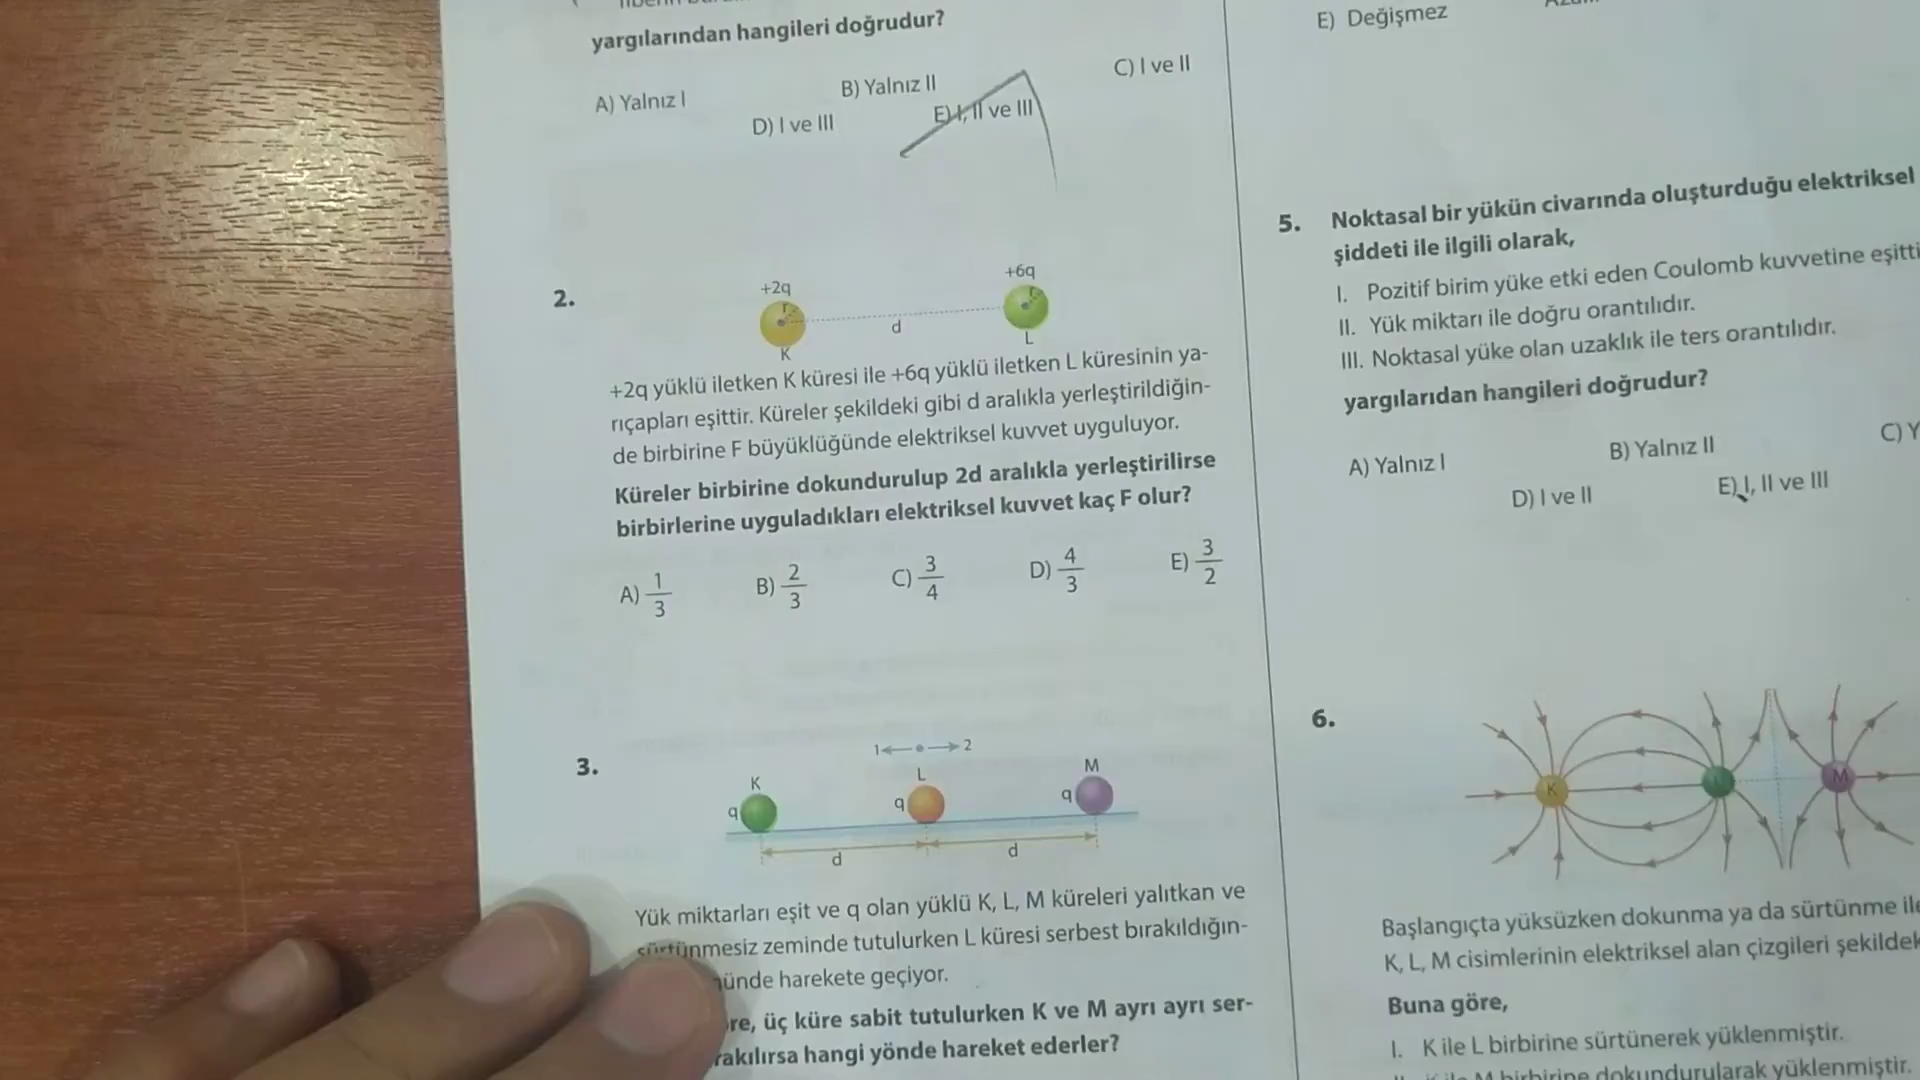 yargılarından hangileri doğrudur?
A) Yalnız I
B) Yalnız II
C) I ve II
D) I ve III
E) I, II ve III
2.
+2q
+6q
r
r
d
K
L
+2q yüklü iletken K küresi ile +6q yüklü iletken L küresinin ya-
rıçapları eşittir. Küreler şekildeki gibi d aralıkla yerleştirildiğin-
de birbirine F büyüklüğünde elektriksel kuvvet uyguluyor.
Küreler birbirine dokundurulup 2d aralıkla yerleştirilirse
birbirlerine uyguladıkları elektriksel kuvvet kaç F olur?
A) 1/3
B) 2/3
C) 3/4
D) 4/3
E) 3/2
3.
1 2
K
L
M
q
q
q
d
d
Yük miktarları eşit ve q olan yüklü K, L, M küreleri yalıtkan ve
sürtünmesiz zeminde tutulurken L küresi serbest bırakıldığın-
ünde harekete geçiyor.
re, üç küre sabit tutulurken K ve M ayrı ayrı ser-
rakılırsa hangi yönde hareket ederler?
E) Değişmez
5.
Noktasal bir yükün civarında oluşturduğu elektriksel
şiddeti ile ilgili olarak,
I. Pozitif birim yüke etki eden Coulomb kuvvetine eşitti
II. Yük miktarı ile doğru orantılıdır.
III. Noktasal yüke olan uzaklık ile ters orantılıdır.
yargılarıdan hangileri doğrudur?
A) Yalnız I
B) Yalnız II
C) Y
D) I ve II
E) I, II ve III
6.
K
M
Başlangıçta yüksüzken dokunma ya da sürtünme ile
K, L, M cisimlerinin elektriksel alan çizgileri şekildek
Buna göre,
I. K ile L birbirine sürtünerek yüklenmiştir.
M birbirine dokundurularak yüklenmiştir.